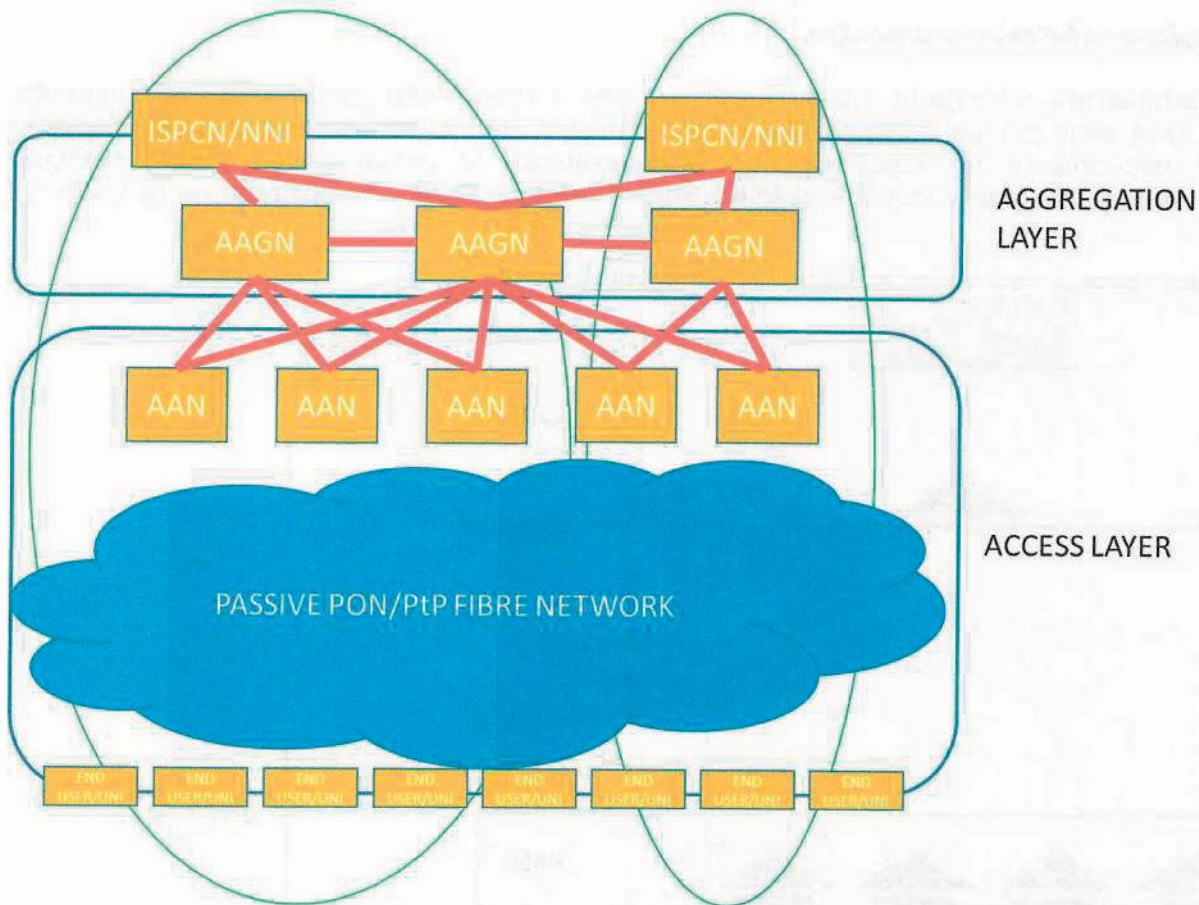 ISPCN/NNI
ISPCN/NNI
AGGREGATION
LAYER
AAGN
AAGN
AAGN
AAN
AAN
AAN
AAN
AAN
PASSIVE PON/PtP FIBRE NETWORK
ACCESS LAYER
END
USER/UNI
END
USER/UNI
END
USER/UNI
END
USER/UNI
END
USER/UNI
END
USER/UNI
END
USER/UNI
END
USER/UNI